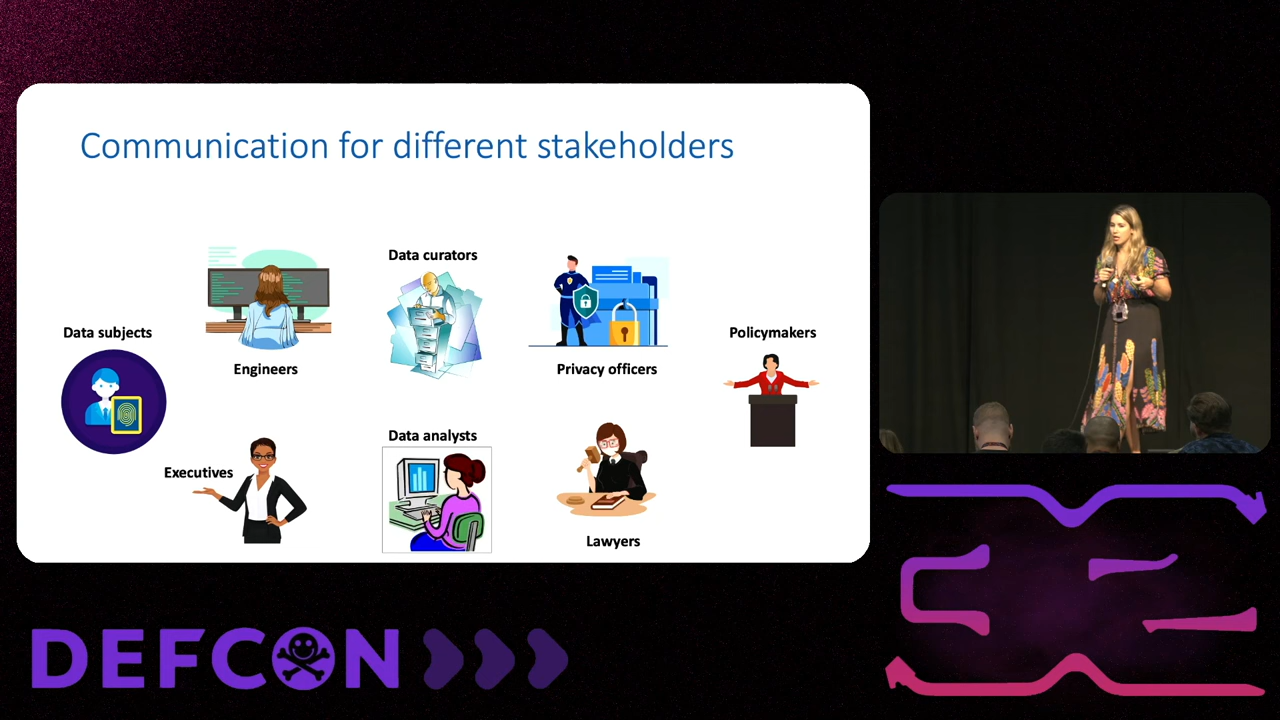 Communication for different stakeholders
Data subjects
Engineers
Data curators
Privacy officers
Policymakers
Executives
Data analysts
Lawyers
DEFCON